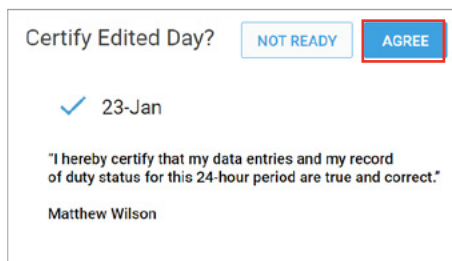 Certify Edited Day? NOT READY AGREE
23-Jan
"I hereby certify that my data entries and my record
of duty status for this 24-hour period are true and correct."
Matthew Wilson